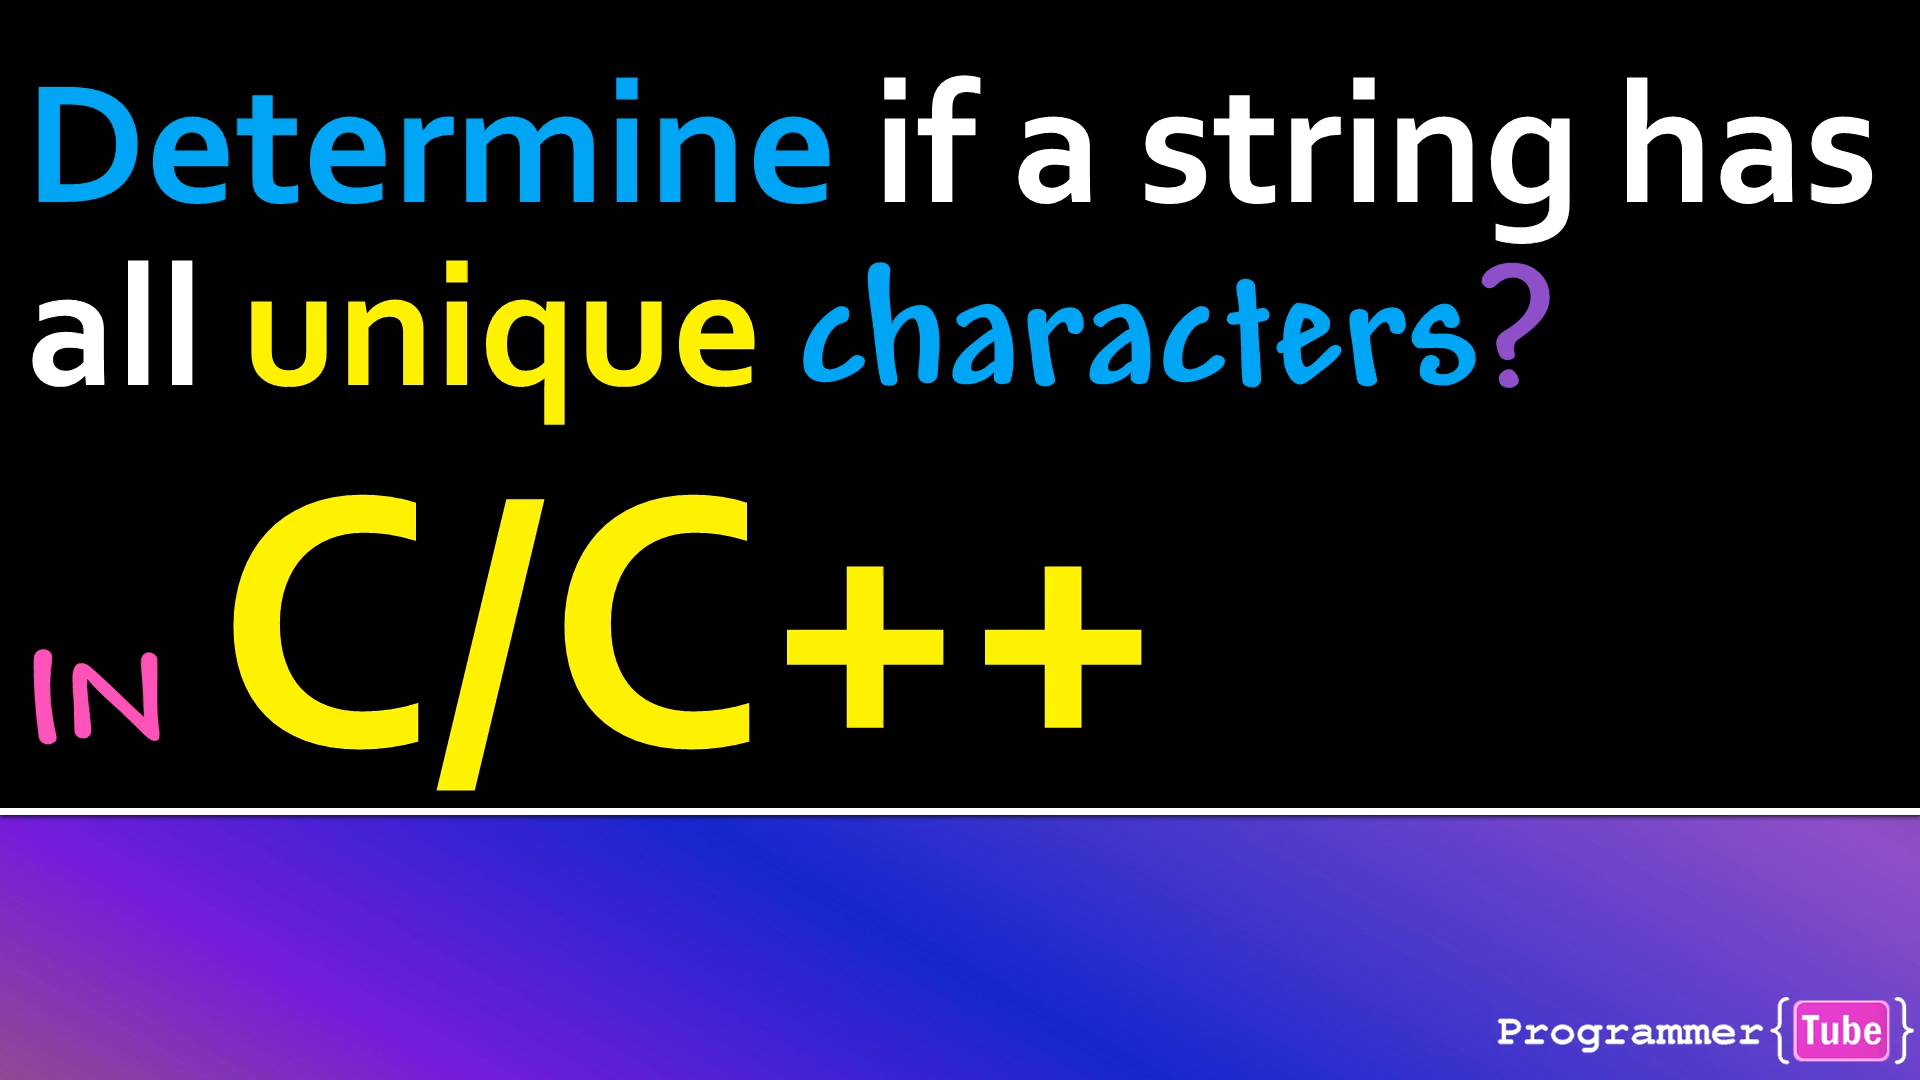 Determine if a string has
all unique characters?
IN C/C++
Programmer{Tube}